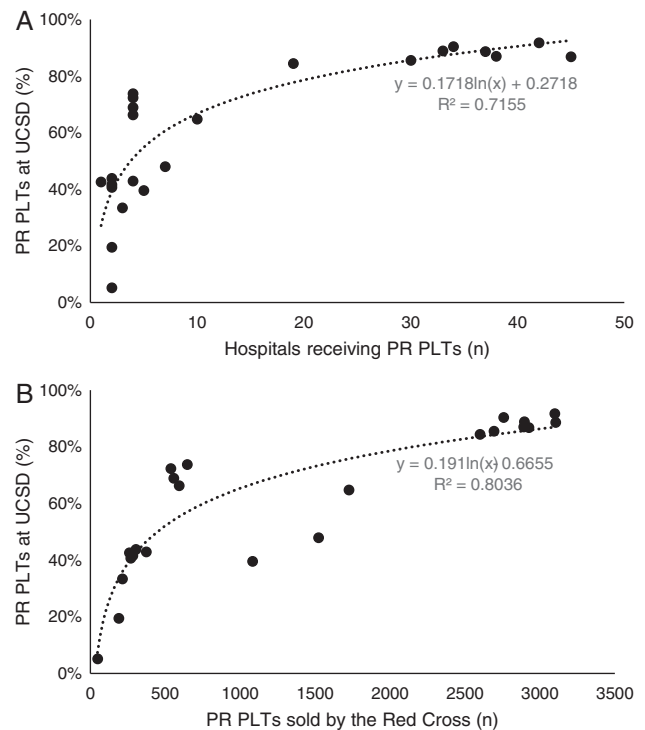 A
PR PLTs at UCSD (%)
100%
80%
60%
40%
20%
0%
y = 0.1718ln(x) + 0.2718
R² = 0.7155
0 10 20 30 40 50
Hospitals receiving PR PLTs (n)
B
PR PLTs at UCSD (%)
100%
80%
60%
40%
20%
0%
y = 0.191ln(x)- 0.6655
R² = 0.8036
0 500 1000 1500 2000 2500 3000 3500
PR PLTs sold by the Red Cross (n)